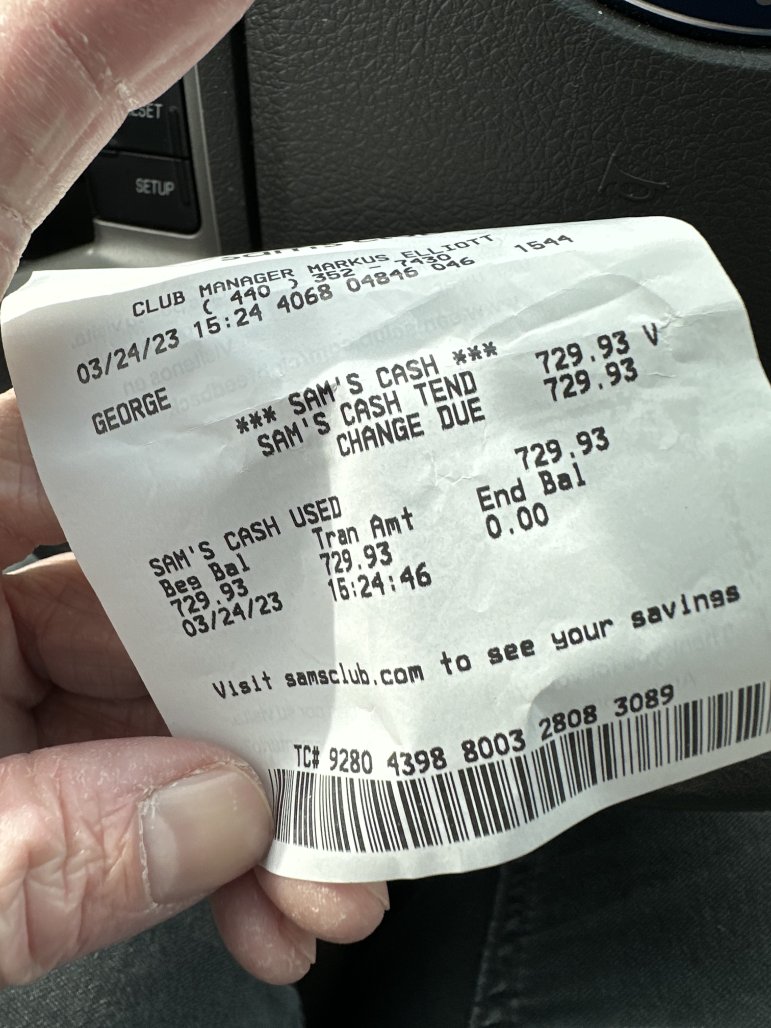 SETUP
CLUB MANAGER MARKUS ELLIOTT
( 440 ) 352 - 7430
03/24/23 15:24 4068 04846 046 1544
GEORGE
*** SAM'S CASH *** 729.93 V
SAM'S CASH TEND 729.93
CHANGE DUE
729.93
SAM'S CASH USED
Beg Bal Tran Amt End Bal
729.93 729.93 0.00
03/24/23 15:24:46
Visit samsclub.com to see your savings
TC# 9280 4398 8003 2808 3089